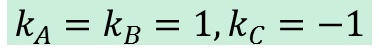 k_A = k_B = 1, k_C = −1